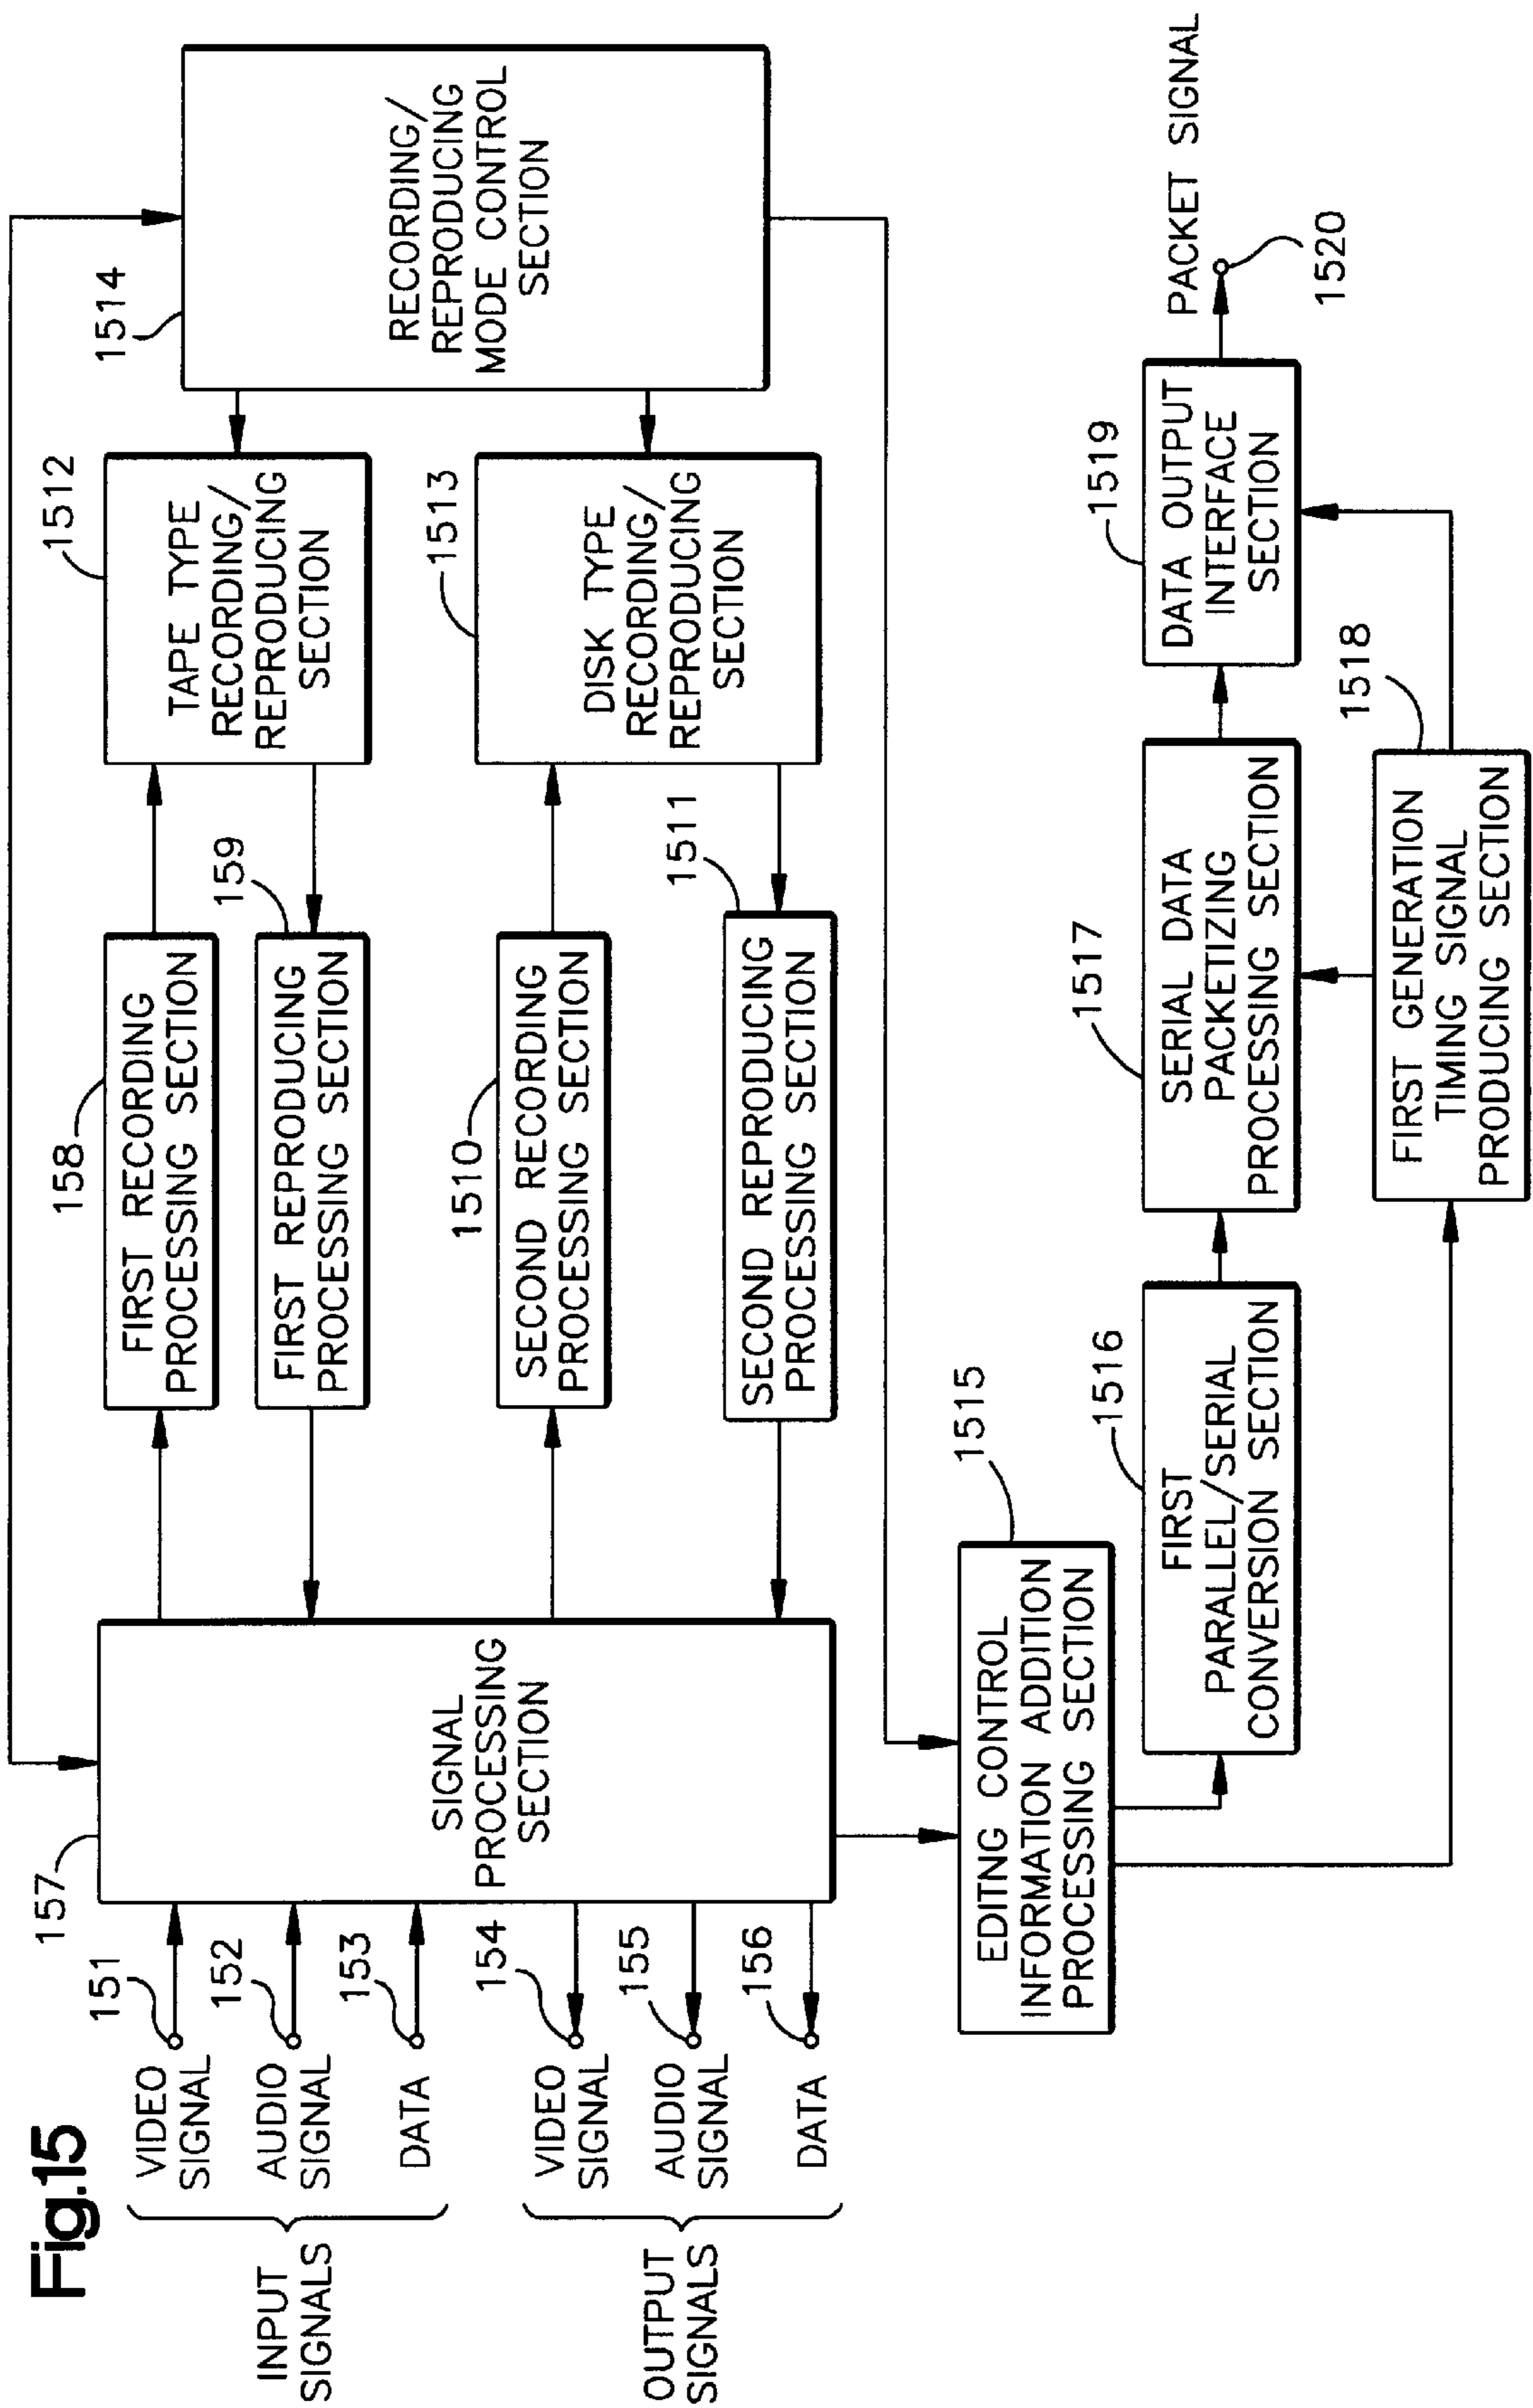 Fig.15
INPUT
SIGNALS
VIDEO
SIGNAL
151
AUDIO
SIGNAL
152
DATA
153
OUTPUT
SIGNALS
VIDEO
SIGNAL
154
AUDIO
SIGNAL
155
DATA
156
157
SIGNAL
PROCESSING
SECTION
158
FIRST RECORDING
PROCESSING SECTION
159
FIRST REPRODUCING
PROCESSING SECTION
1510
SECOND RECORDING
PROCESSING SECTION
1511
SECOND REPRODUCING
PROCESSING SECTION
1512
TAPE TYPE
RECORDING/
REPRODUCING
SECTION
1513
DISK TYPE
RECORDING/
REPRODUCING
SECTION
1514
RECORDING/
REPRODUCING
MODE CONTROL
SECTION
1515
EDITING CONTROL
INFORMATION ADDITION
PROCESSING SECTION
1516
FIRST
PARALLEL/SERIAL
CONVERSION SECTION
1517
SERIAL DATA
PACKETIZING
PROCESSING SECTION
1518
FIRST GENERATION
TIMING SIGNAL
PRODUCING SECTION
1519
DATA OUTPUT
INTERFACE
SECTION
PACKET SIGNAL
1520